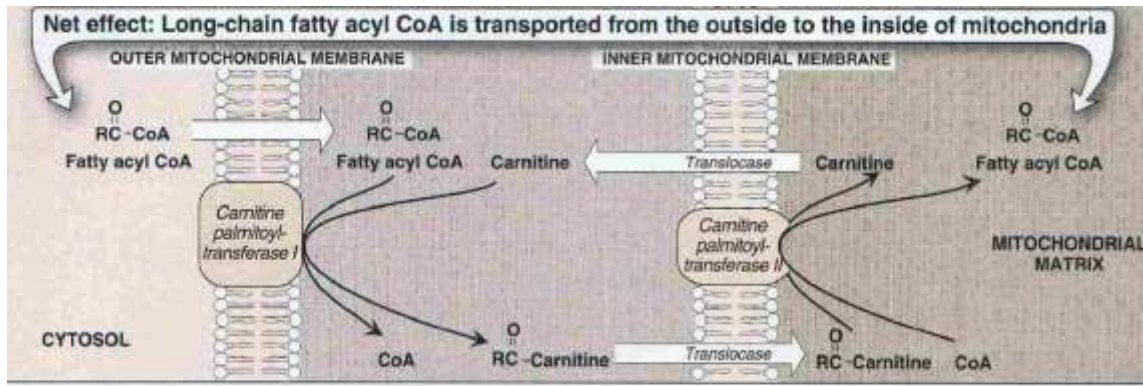 Net effect: Long-chain fatty acyl CoA is transported from the outside to the inside of mitochondria
OUTER MITOCHONDRIAL MEMBRANE
INNER MITOCHONDRIAL MEMBRANE
O
RC-CoA
Fatty acyl CoA
O
RC-CoA
Fatty acyl CoA
Carnitine
Translocase
Carnitine
O
RC-CoA
Fatty acyl CoA
Carnitine
palmitoyl-
transferase I
Carnitine
palmitoyl-
transferase II
MITOCHONDRIAL
MATRIX
CYTOSOL
CoA
O
RC-Carnitine
Translocase
O
RC-Carnitine
CoA